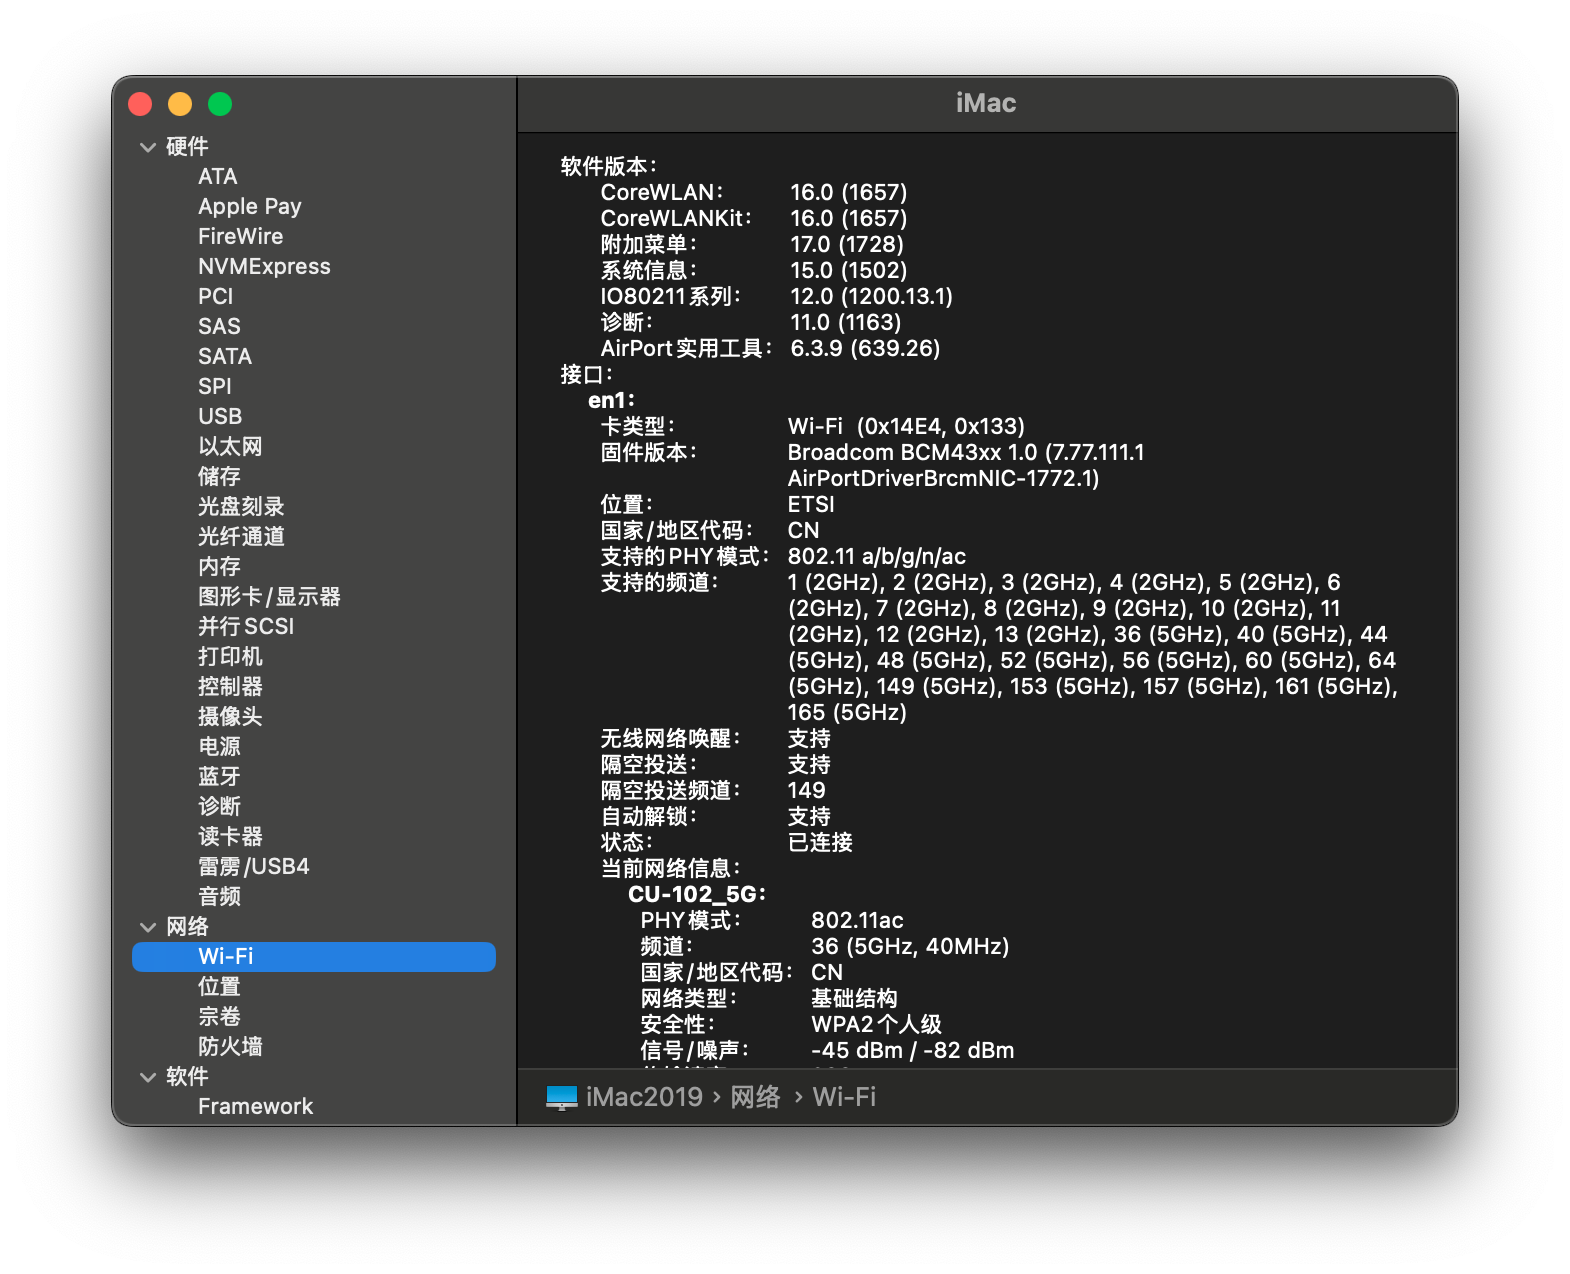 iMac
硬件
ATA
Apple Pay
FireWire
NVMExpress
PCI
SAS
SATA
SPI
USB
以太网
储存
光盘刻录
光纤通道
内存
图形卡/显示器
并行SCSI
打印机
控制器
摄像头
电源
蓝牙
诊断
读卡器
雷雳/USB4
音频
网络
Wi-Fi
位置
宗卷
防火墙
软件
Framework
软件版本：
CoreWLAN： 16.0 (1657)
CoreWLANKit： 16.0 (1657)
附加菜单： 17.0 (1728)
系统信息： 15.0 (1502)
IO80211系列： 12.0 (1200.13.1)
诊断： 11.0 (1163)
AirPort实用工具： 6.3.9 (639.26)
接口：
en1：
卡类型： Wi-Fi  (0x14E4, 0x133)
固件版本： Broadcom BCM43xx 1.0 (7.77.111.1
AirPortDriverBrcmNIC-1772.1)
位置： ETSI
国家/地区代码： CN
支持的PHY模式： 802.11 a/b/g/n/ac
支持的频道： 1 (2GHz), 2 (2GHz), 3 (2GHz), 4 (2GHz), 5 (2GHz), 6
(2GHz), 7 (2GHz), 8 (2GHz), 9 (2GHz), 10 (2GHz), 11
(2GHz), 12 (2GHz), 13 (2GHz), 36 (5GHz), 40 (5GHz), 44
(5GHz), 48 (5GHz), 52 (5GHz), 56 (5GHz), 60 (5GHz), 64
(5GHz), 149 (5GHz), 153 (5GHz), 157 (5GHz), 161 (5GHz),
165 (5GHz)
无线网络唤醒： 支持
隔空投送： 支持
隔空投送频道： 149
自动解锁： 支持
状态： 已连接
当前网络信息：
CU-102_5G：
PHY模式： 802.11ac
频道： 36 (5GHz, 40MHz)
国家/地区代码： CN
网络类型： 基础结构
安全性： WPA2个人级
信号/噪声： -45 dBm / -82 dBm
iMac2019 › 网络 › Wi-Fi